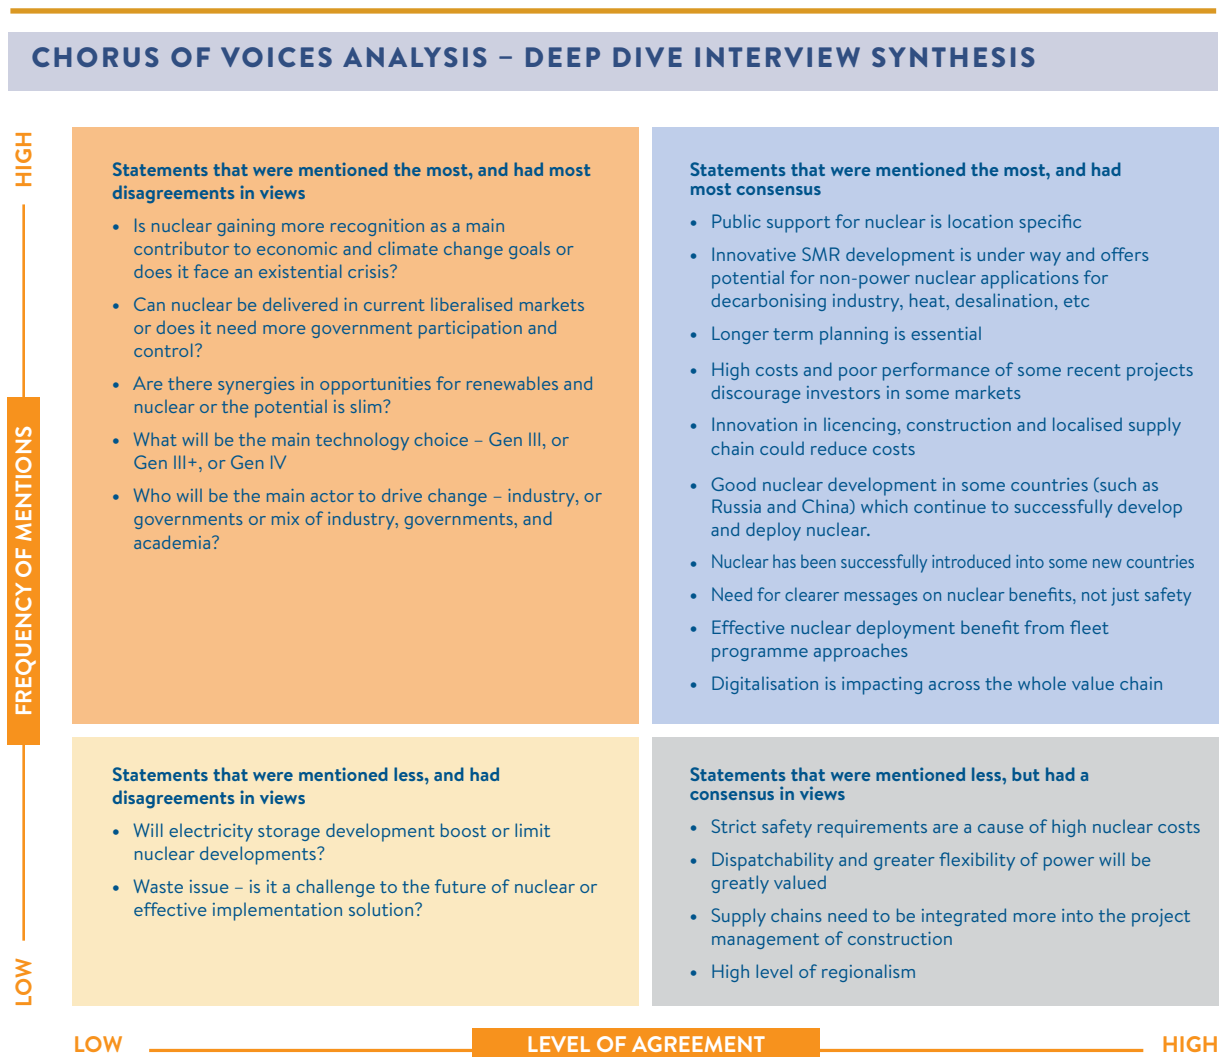 CHORUS OF VOICES ANALYSIS – DEEP DIVE INTERVIEW SYNTHESIS
HIGH
FREQUENCY OF MENTIONS
LOW
Statements that were mentioned the most, and had most
disagreements in views
• Is nuclear gaining more recognition as a main
contributor to economic and climate change goals or
does it face an existential crisis?
• Can nuclear be delivered in current liberalised markets
or does it need more government participation and
control?
• Are there synergies in opportunities for renewables and
nuclear or the potential is slim?
• What will be the main technology choice – Gen III, or
Gen III+, or Gen IV
• Who will be the main actor to drive change – industry, or
governments or mix of industry, governments, and
academia?
Statements that were mentioned the most, and had
most consensus
• Public support for nuclear is location specific
• Innovative SMR development is under way and offers
potential for non-power nuclear applications for
decarbonising industry, heat, desalination, etc
• Longer term planning is essential
• High costs and poor performance of some recent projects
discourage investors in some markets
• Innovation in licencing, construction and localised supply
chain could reduce costs
• Good nuclear development in some countries (such as
Russia and China) which continue to successfully develop
and deploy nuclear.
• Nuclear has been successfully introduced into some new countries
• Need for clearer messages on nuclear benefits, not just safety
• Effective nuclear deployment benefit from fleet
programme approaches
• Digitalisation is impacting across the whole value chain
Statements that were mentioned less, and had
disagreements in views
• Will electricity storage development boost or limit
nuclear developments?
• Waste issue – is it a challenge to the future of nuclear or
effective implementation solution?
Statements that were mentioned less, but had a
consensus in views
• Strict safety requirements are a cause of high nuclear costs
• Dispatchability and greater flexibility of power will be
greatly valued
• Supply chains need to be integrated more into the project
management of construction
• High level of regionalism
LOW
LEVEL OF AGREEMENT
HIGH